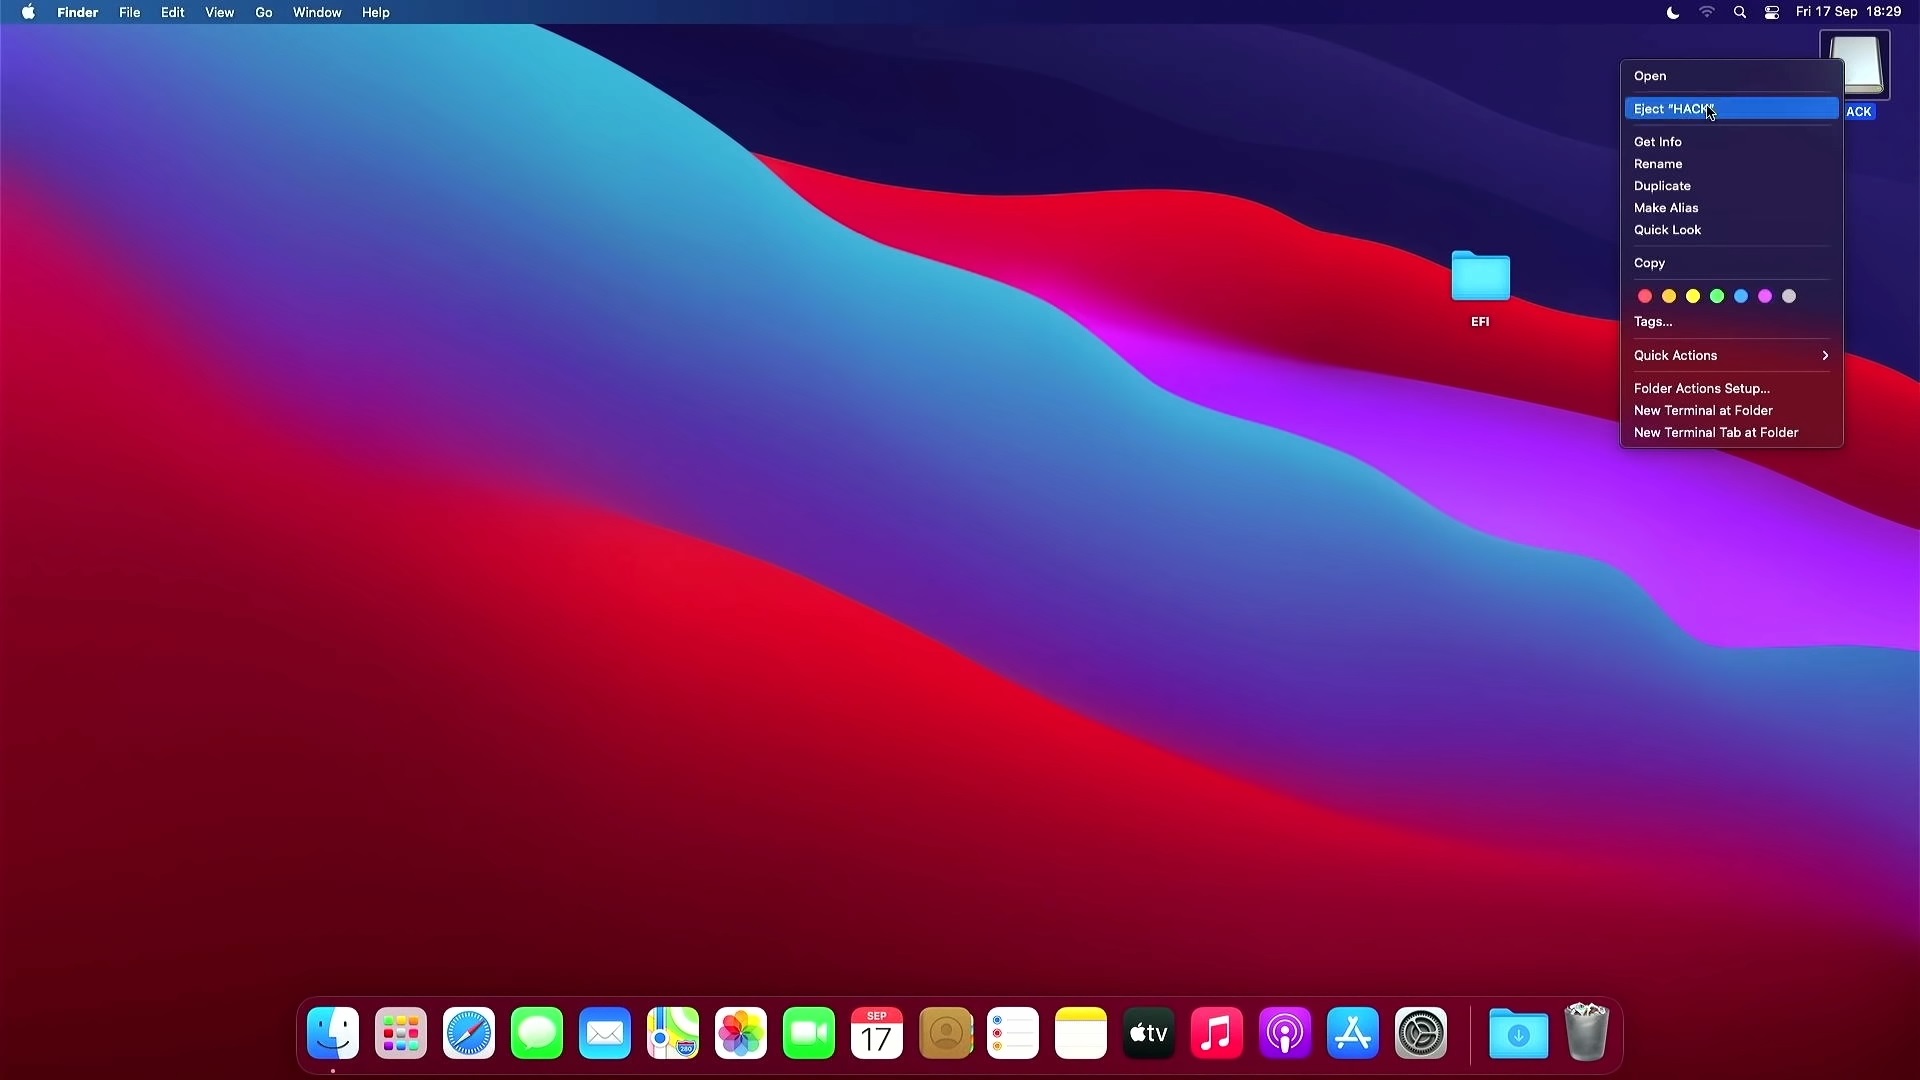 Finder File Edit View Go Window Help
Fri 17 Sep 18:29
Open
Eject "HACK"
ACK
Get Info
Rename
Duplicate
Make Alias
Quick Look
Copy
Tags...
Quick Actions
Folder Actions Setup...
New Terminal at Folder
New Terminal Tab at Folder
EFI
SEP
17
tv
280